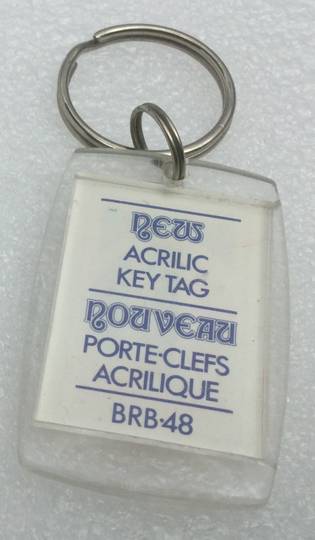 NEW
ACRILIC
KEY TAG
NOUVEAU
PORTE-CLEFS
ACRILIQUE
BRB-48